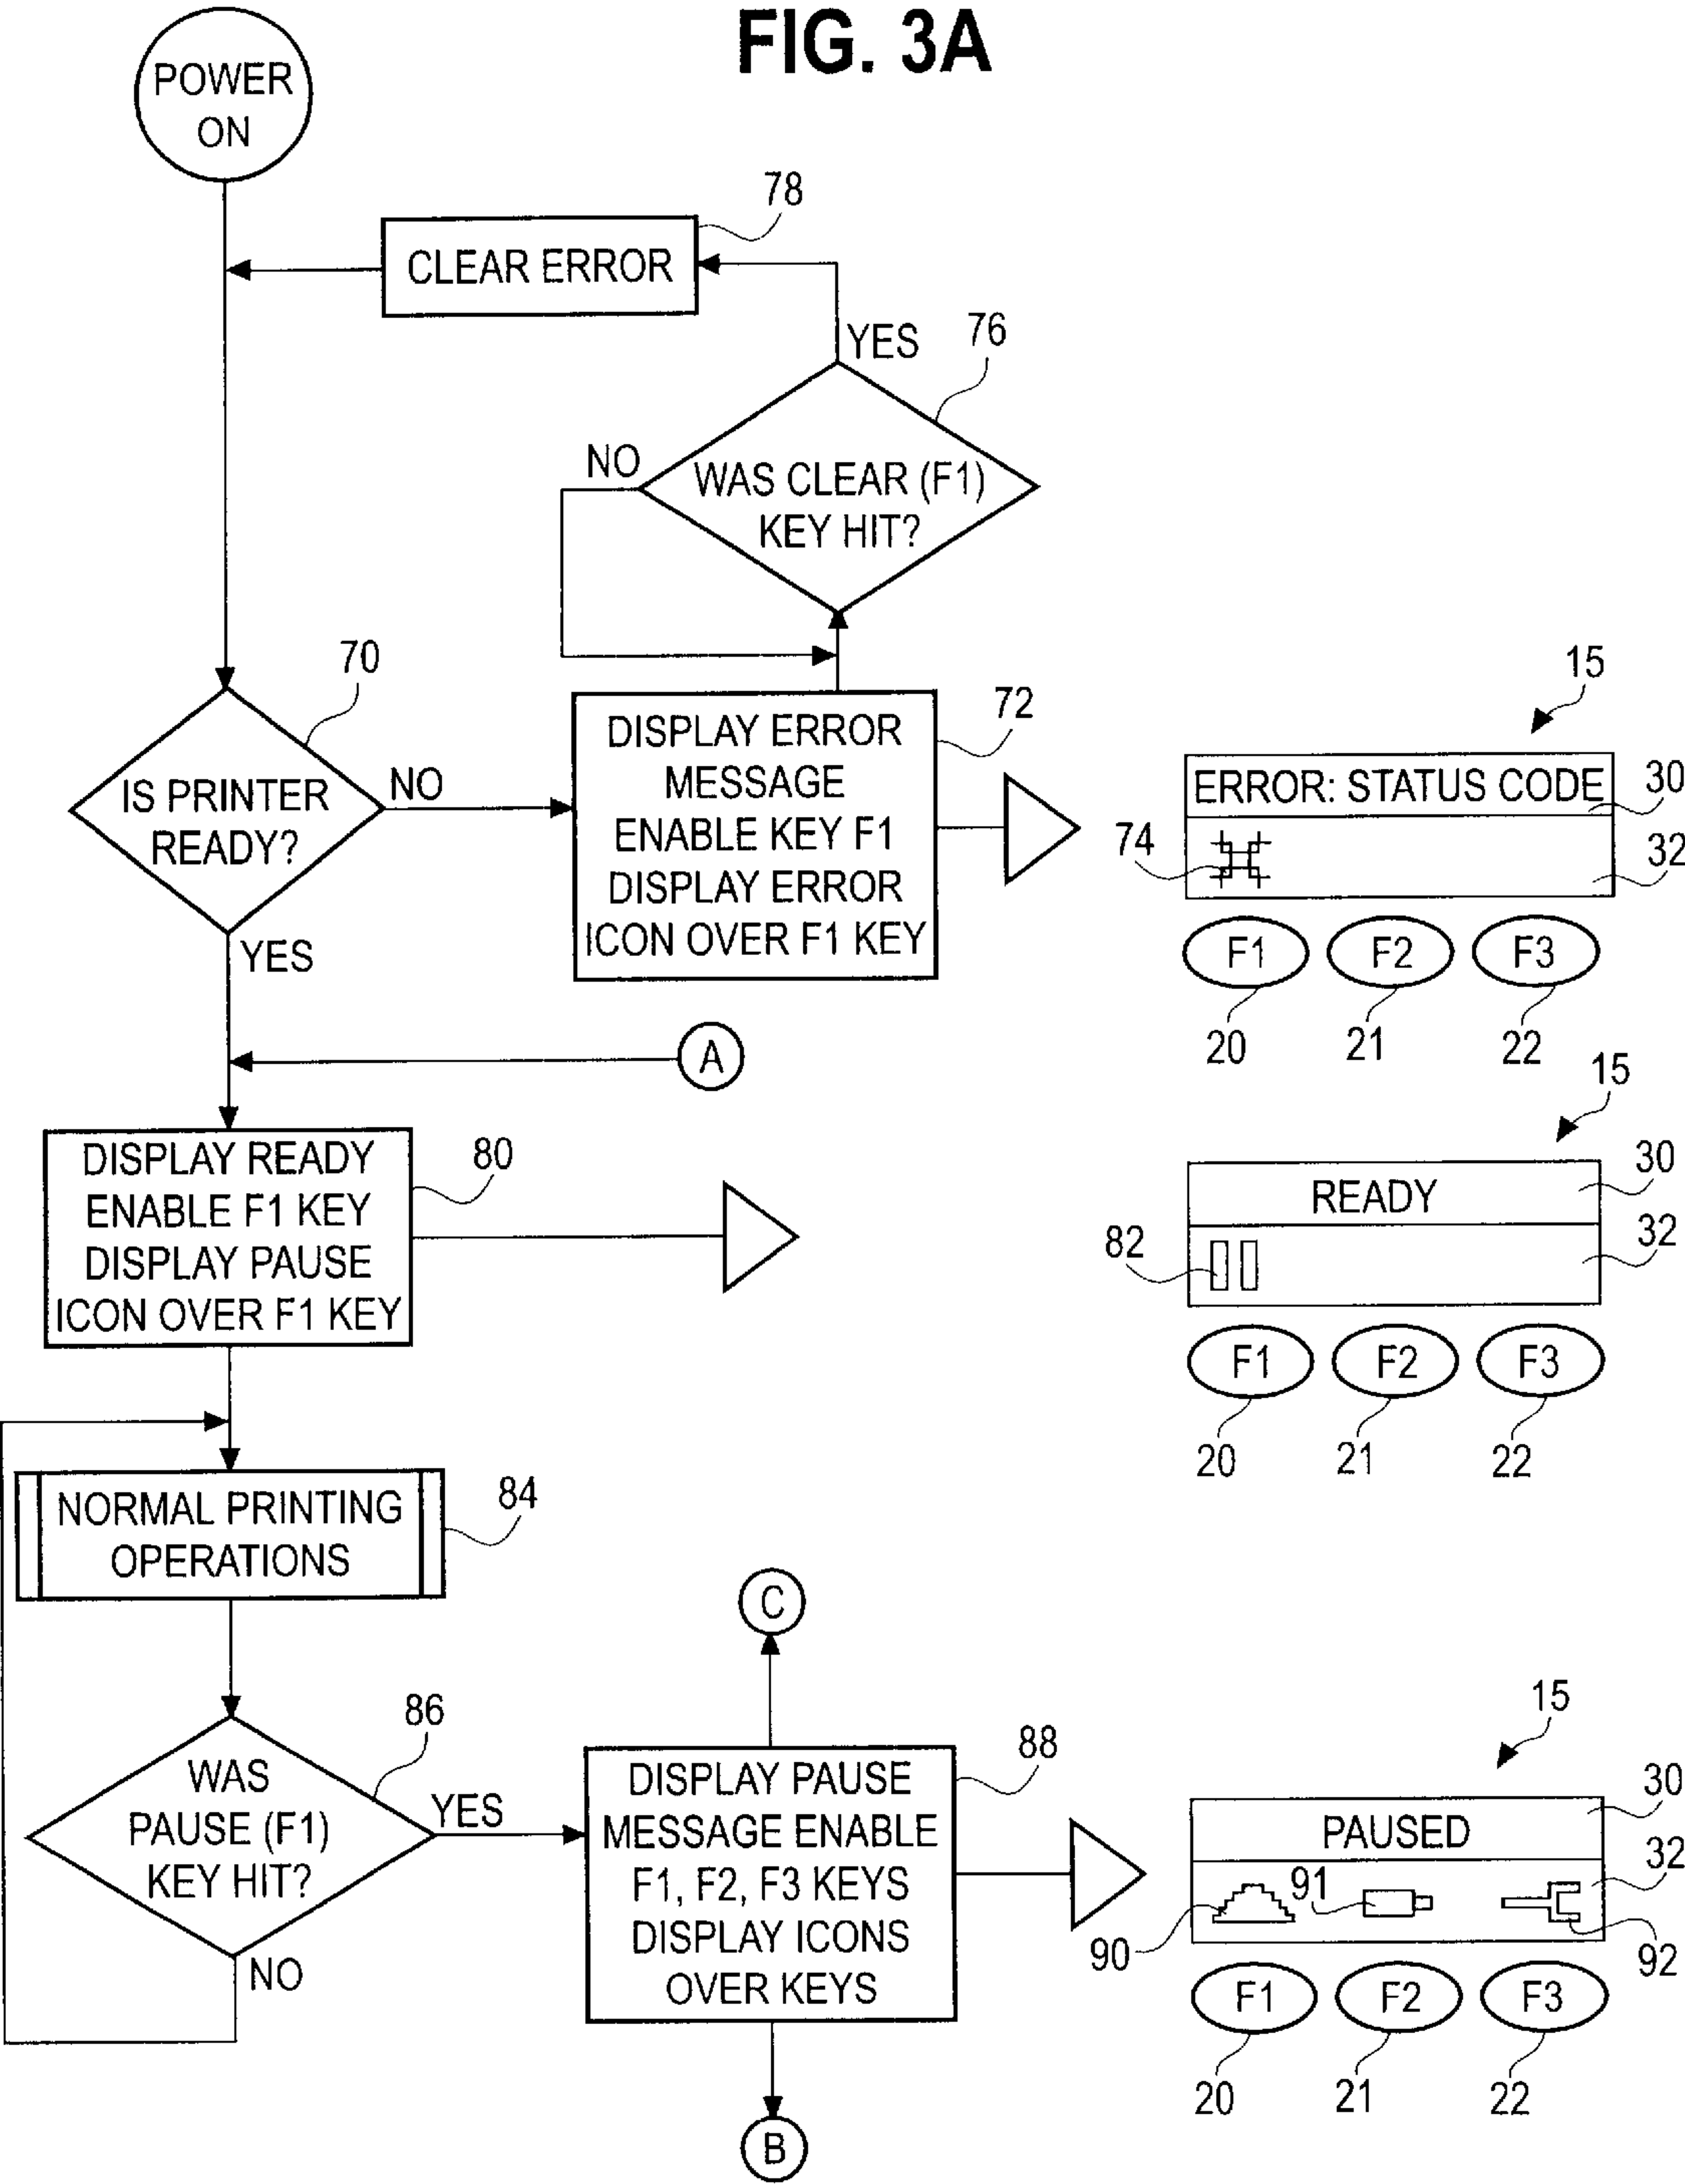 FIG. 3A
POWER
ON
78
CLEAR ERROR
YES
76
NO
WAS CLEAR (F1)
KEY HIT?
70
IS PRINTER
READY?
NO
YES
72
DISPLAY ERROR
MESSAGE
ENABLE KEY F1
DISPLAY ERROR
ICON OVER F1 KEY
15
ERROR: STATUS CODE
30
74
32
F1
F2
F3
20
21
22
A
DISPLAY READY
ENABLE F1 KEY
DISPLAY PAUSE
ICON OVER F1 KEY
80
15
READY
30
82
32
F1
F2
F3
20
21
22
NORMAL PRINTING
OPERATIONS
84
C
86
WAS
PAUSE (F1)
KEY HIT?
YES
NO
88
DISPLAY PAUSE
MESSAGE ENABLE
F1, F2, F3 KEYS
DISPLAY ICONS
OVER KEYS
15
PAUSED
30
32
90
91
92
F1
F2
F3
20
21
22
B